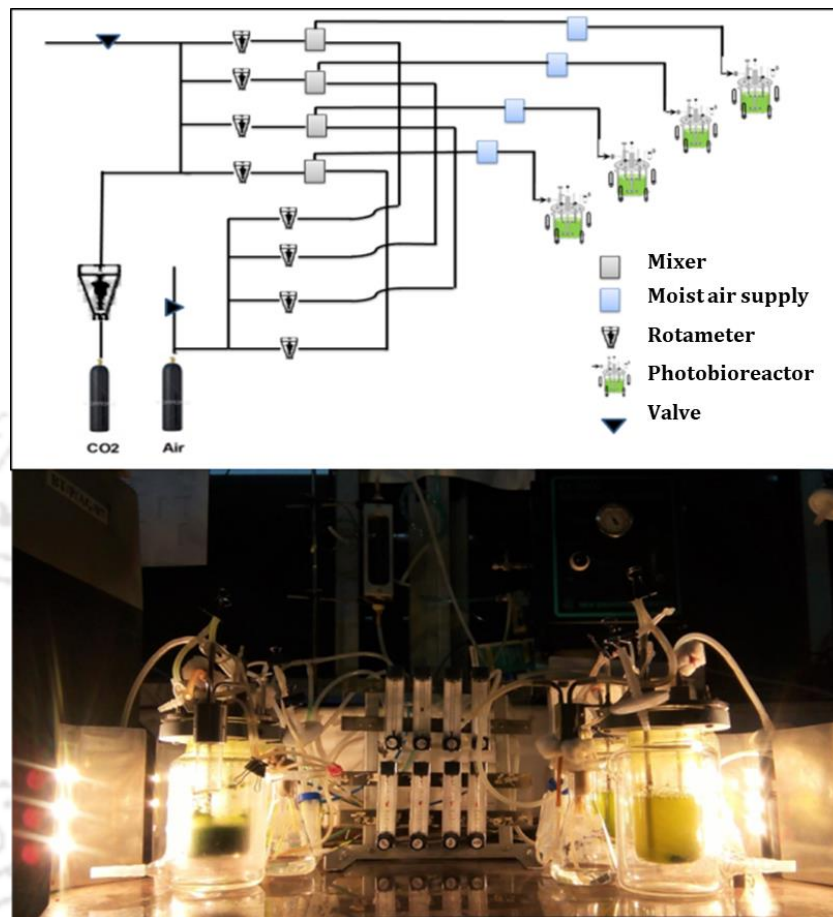 Mixer
Moist air supply
Rotameter
Photobioreactor
Valve
CO2
Air